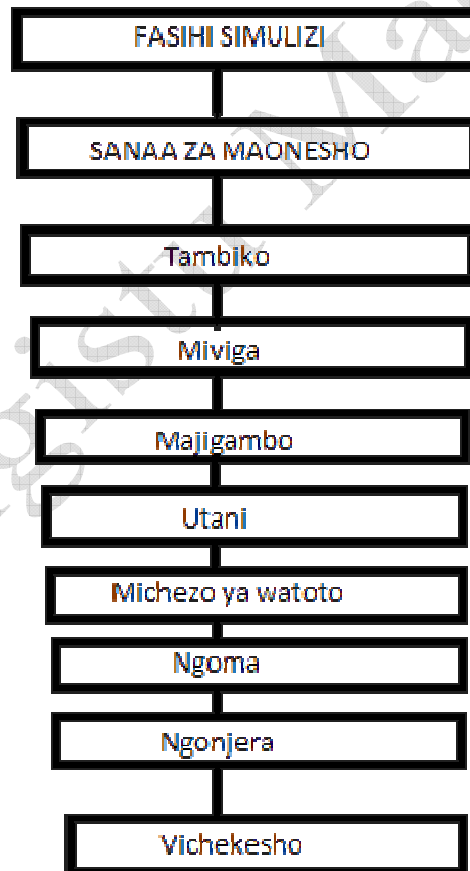 FASIHI SIMULIZI
SANAA ZA MAONESHO
Tambiko
Miviga
Majigambo
Utani
Michezo ya watoto
Ngoma
Ngonjera
Vichekesho